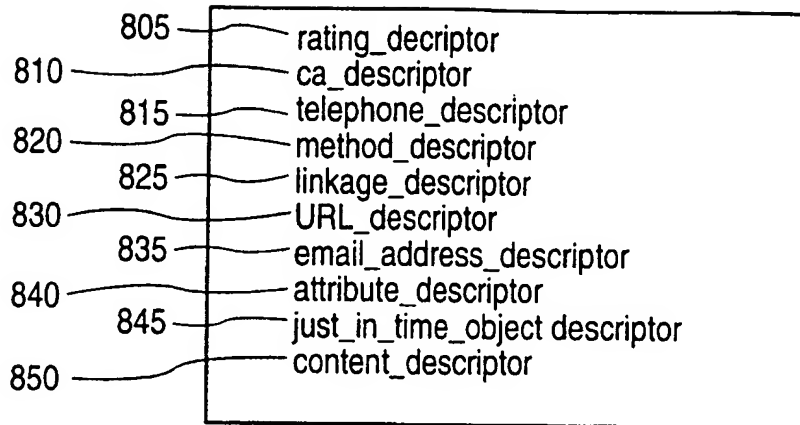 805 rating_decriptor
810 ca_descriptor
815 telephone_descriptor
820 method_descriptor
825 linkage_descriptor
830 URL_descriptor
835 email_address_descriptor
840 attribute_descriptor
845 just_in_time_object descriptor
850 content_descriptor